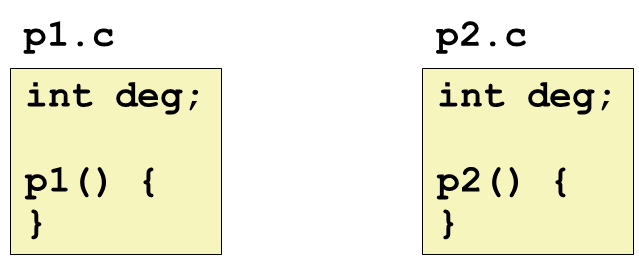 p1.c
int deg;
p1() {
}
p2.c
int deg;
p2() {
}